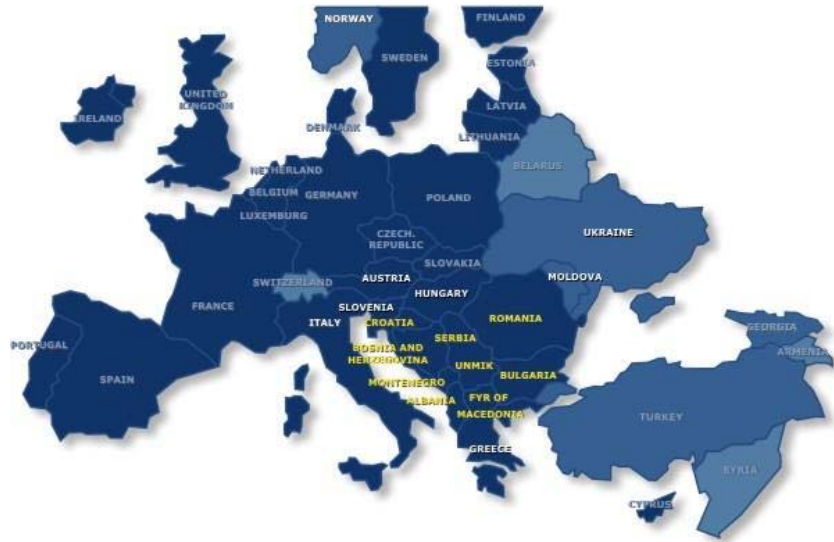 FINLAND
NORWAY
SWEDEN
ESTONIA
UNITED
KINGDOM
LATVIA
IRELAND
DENMARK
LITHUANIA
BELARUS
NETHERLAND
BELGIUM
GERMANY
POLAND
LUXEMBURG
CZECH.
REPUBLIC
UKRAINE
SLOVAKIA
SWITZERLAND
AUSTRIA
MOLDOVA
HUNGARY
FRANCE
SLOVENIA
ITALY
CROATIA
ROMANIA
SERBIA
GEORGIA
PORTUGAL
BOSNIA AND
HERZEGOVINA
ARMENIA
UNMIK
SPAIN
MONTENEGRO
BULGARIA
ALBANIA
FYR OF
MACEDONIA
TURKEY
GREECE
SYRIA
CYPRUS